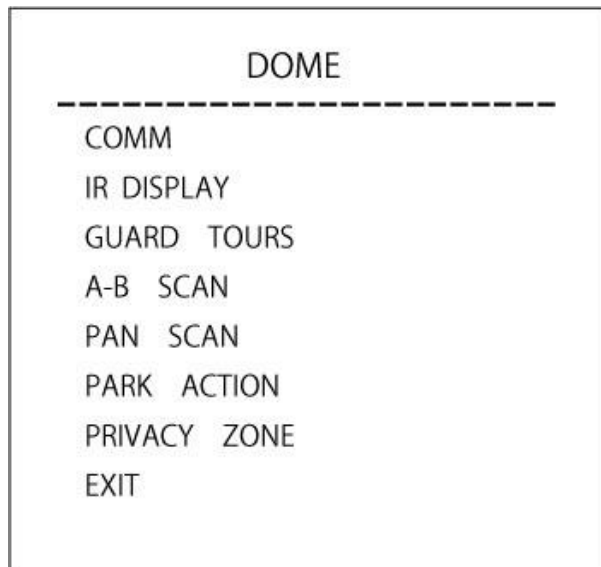 DOME
COMM
IR DISPLAY
GUARD TOURS
A-B SCAN
PAN SCAN
PARK ACTION
PRIVACY ZONE
EXIT